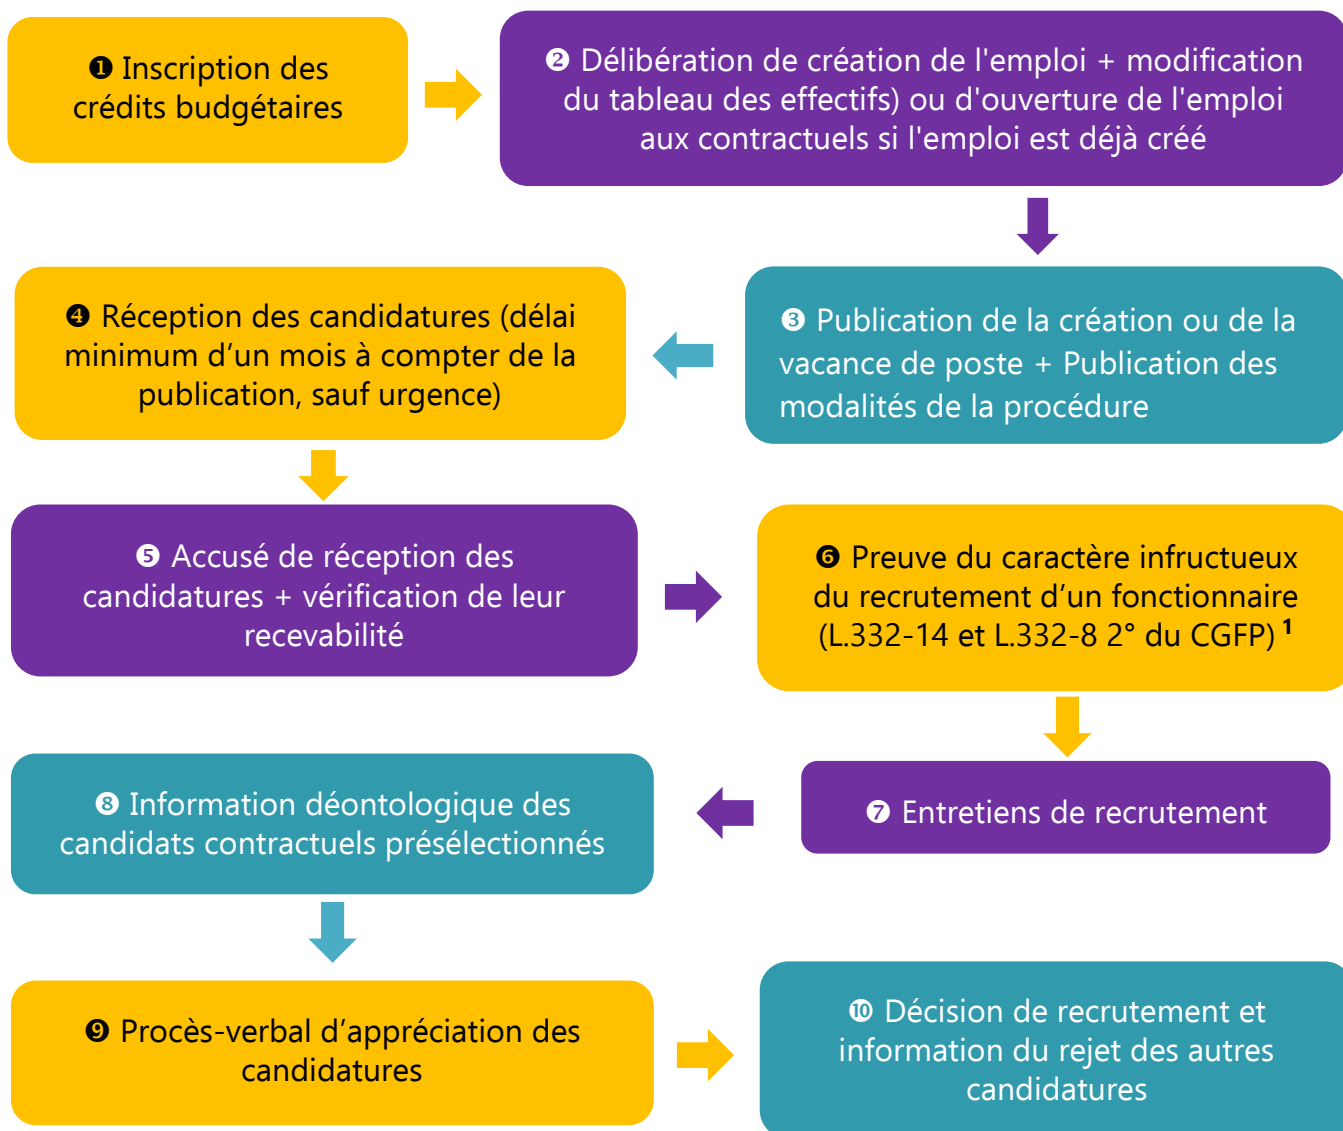 ❶ Inscription des
crédits budgétaires
❷ Délibération de création de l'emploi + modification
du tableau des effectifs) ou d'ouverture de l'emploi
aux contractuels si l'emploi est déjà créé
❸ Publication de la création ou de la
vacance de poste + Publication des
modalités de la procédure
❹ Réception des candidatures (délai
minimum d’un mois à compter de la
publication, sauf urgence)
❺ Accusé de réception des
candidatures + vérification de leur
recevabilité
❻ Preuve du caractère infructueux
du recrutement d’un fonctionnaire
(L.332-14 et L.332-8 2° du CGFP) ¹
❼ Entretiens de recrutement
❽ Information déontologique des
candidats contractuels présélectionnés
❾ Procès-verbal d’appréciation des
candidatures
❿ Décision de recrutement et
information du rejet des autres
candidatures